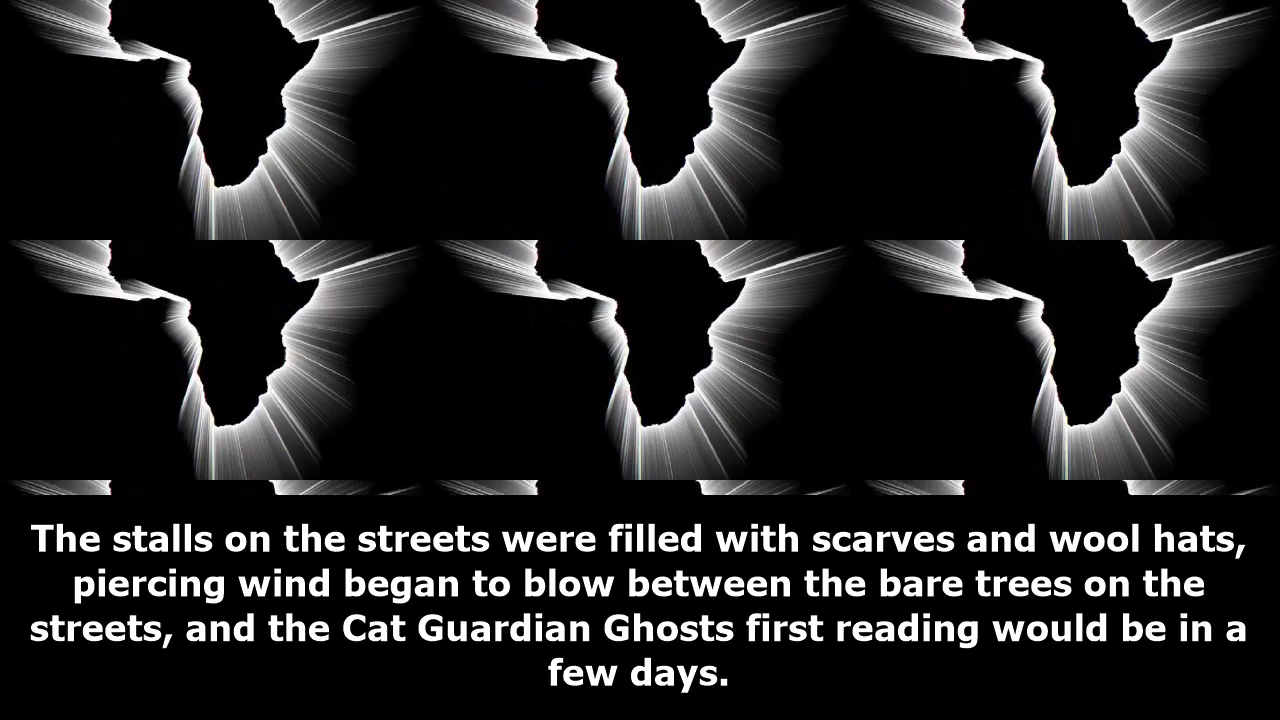 The stalls on the streets were filled with scarves and wool hats,
piercing wind began to blow between the bare trees on the
streets, and the Cat Guardian Ghosts first reading would be in a
few days.